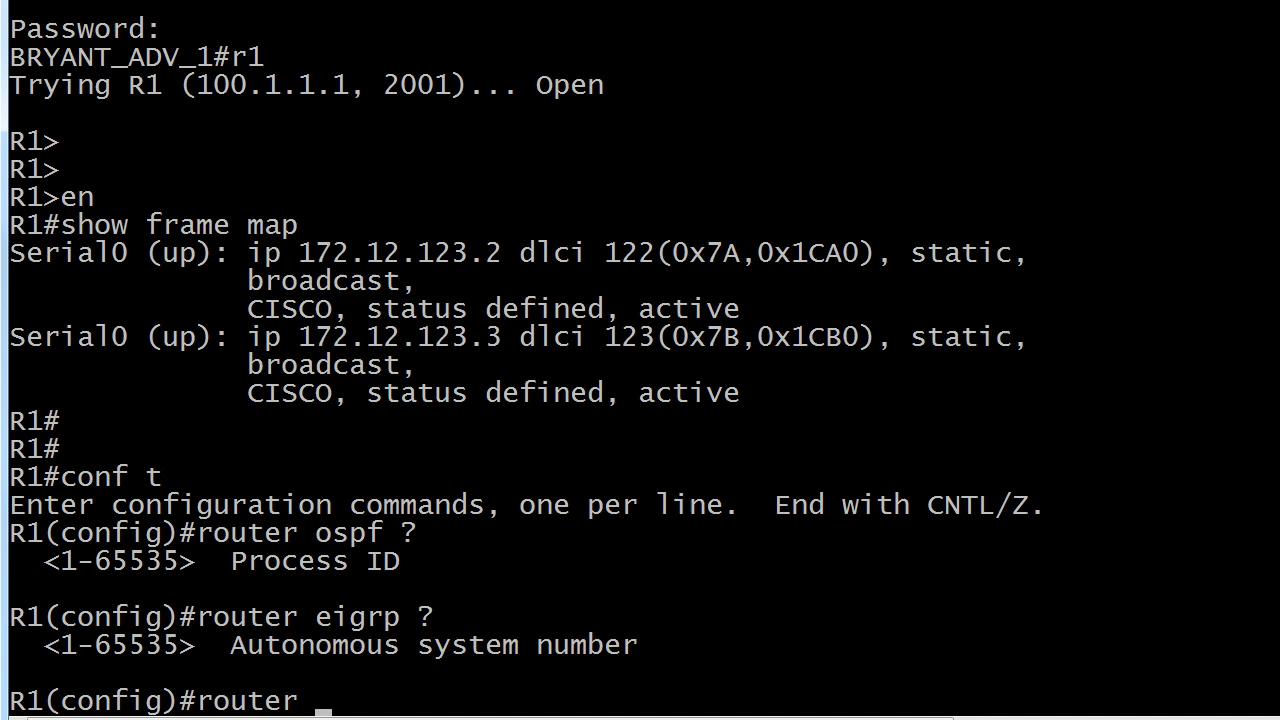 Password:
BRYANT_ADV_1#r1
Trying R1 (100.1.1.1, 2001)... Open
R1>
R1>
R1>en
R1#show frame map
Serial0 (up): ip 172.12.123.2 dlci 122(0x7A,0x1CA0), static,
              broadcast,
              CISCO, status defined, active
Serial0 (up): ip 172.12.123.3 dlci 123(0x7B,0x1CB0), static,
              broadcast,
              CISCO, status defined, active
R1#
R1#
R1#conf t
Enter configuration commands, one per line.  End with CNTL/Z.
R1(config)#router ospf ?
  <1-65535>  Process ID
R1(config)#router eigrp ?
  <1-65535>  Autonomous system number
R1(config)#router _